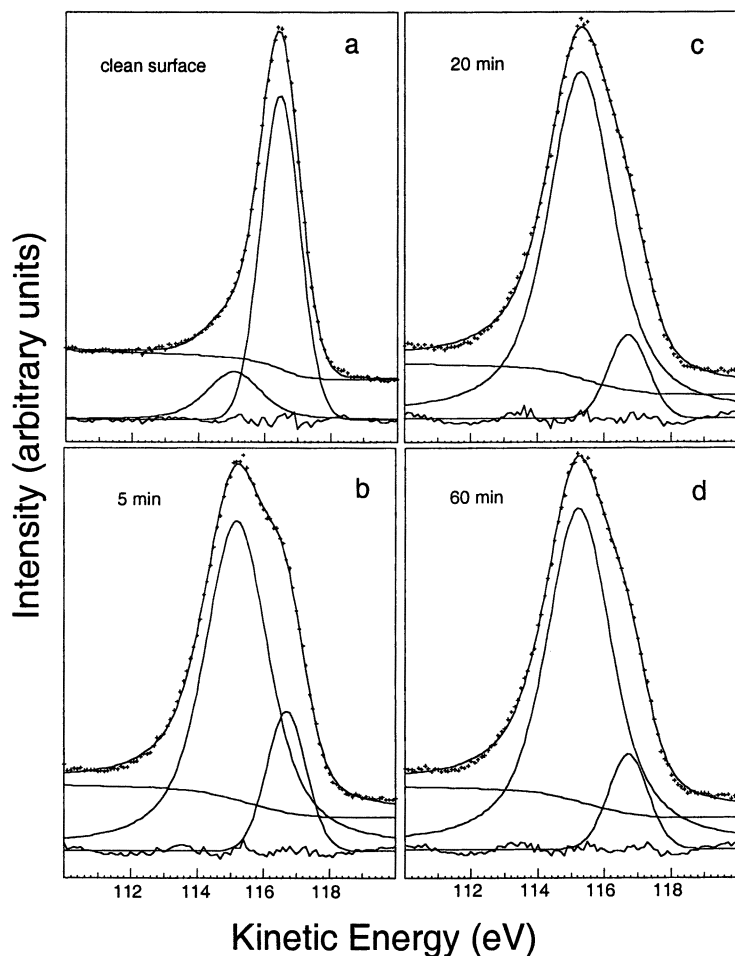 Intensity (arbitrary units)
clean surface
a
20 min
c
5 min
b
60 min
d
112 114 116 118
112 114 116 118
Kinetic Energy (eV)